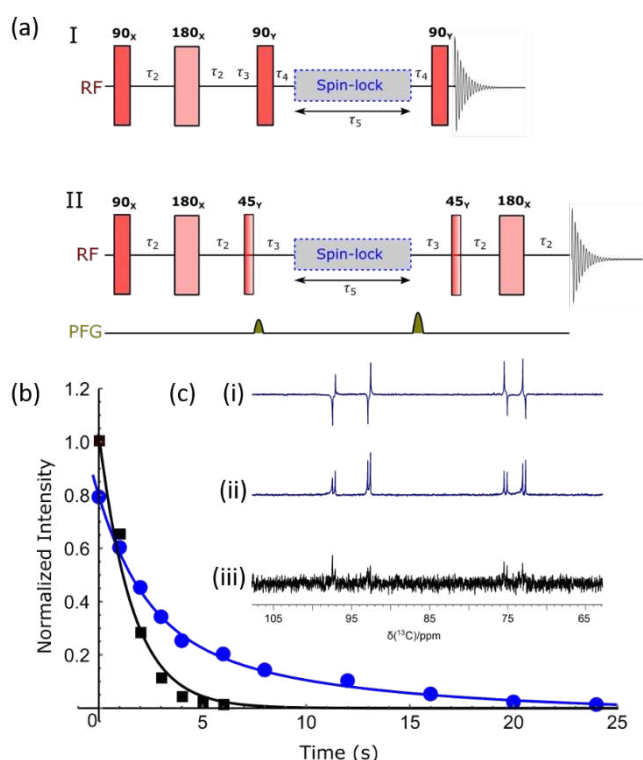 (a)
I
90X 180X 90Y 90Y
τ2 τ2 τ3 τ4 τ4
RF
Spin-lock
τ5
II
90X 180X 45Y 45Y 180X
τ2 τ2 τ3 τ3 τ2 τ2
RF
Spin-lock
τ5
PFG
(b)
(c)
(i)
(ii)
(iii)
1.2
1.0
0.8
0.6
0.4
0.2
Normalized Intensity
105 95 85 75 65
δ(¹³C)/ppm
0 5 10 15 20 25
Time (s)